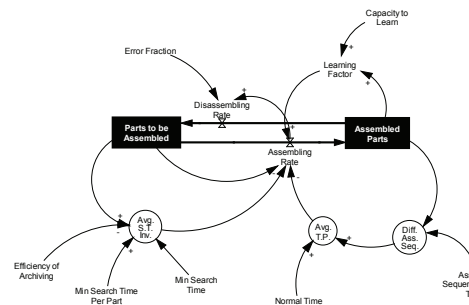 Capacity to
Learn
Error Fraction
+
Learning
Factor
+
+
Disassembling
Rate
+
Parts to be
Assembled
Assembled
Parts
Assembling
Rate
-
-
+
-
Avg.
S.T.
Inv.
+
Avg.
T.P.
+
Diff.
Ass.
Seq.
+
Efficiency of
Archiving
Min Search Time
Per Part
Min Search
Time
Normal Time